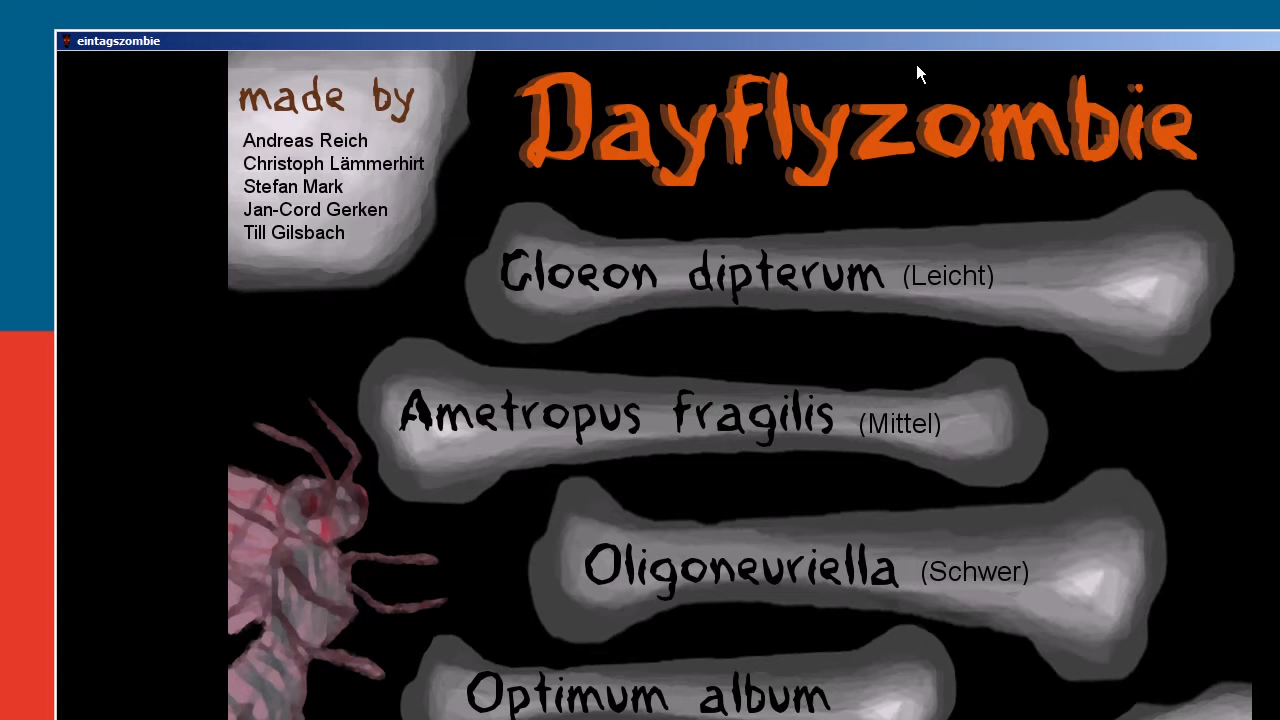 eintagszombie
made by
Andreas Reich
Christoph Lämmerhirt
Stefan Mark
Jan-Cord Gerken
Till Gilsbach
Dayflyzombie
Cloeon dipterum (Leicht)
Ametropus fragilis (Mittel)
Oligoneuriella (Schwer)
Optimum album